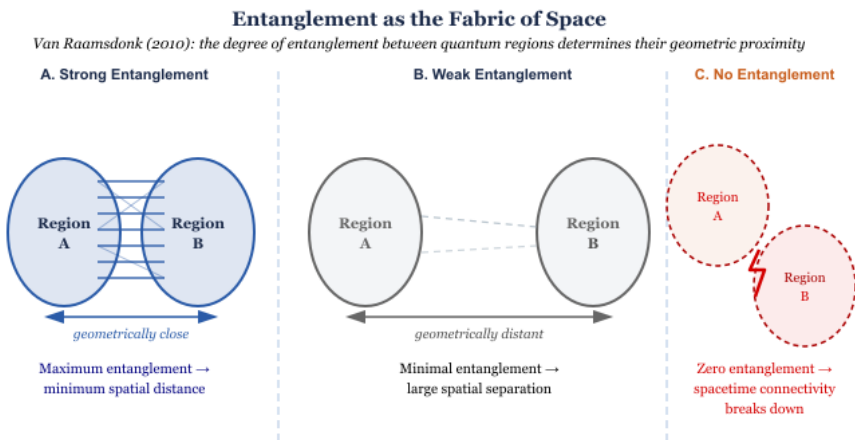 Entanglement as the Fabric of Space
Van Raamsdonk (2010): the degree of entanglement between quantum regions determines their geometric proximity
A. Strong Entanglement
Region
A
Region
B
geometrically close
Maximum entanglement →
minimum spatial distance
B. Weak Entanglement
Region
A
Region
B
geometrically distant
Minimal entanglement →
large spatial separation
C. No Entanglement
Region
A
Region
B
Zero entanglement →
spacetime connectivity
breaks down